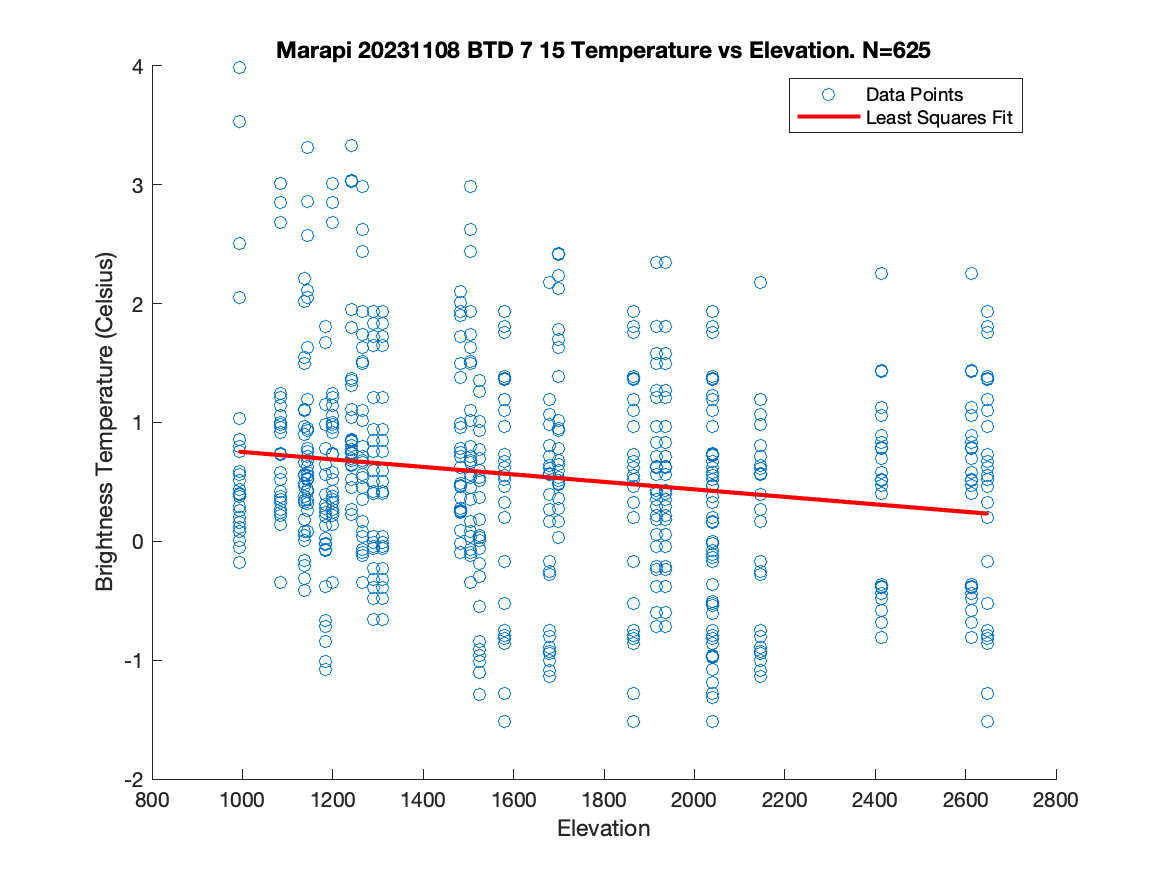 Marapi 20231108 BTD 7 15 Temperature vs Elevation. N=625
Data Points
Least Squares Fit
4
3
2
1
0
-1
-2
Brightness Temperature (Celsius)
800 1000 1200 1400 1600 1800 2000 2200 2400 2600 2800
Elevation